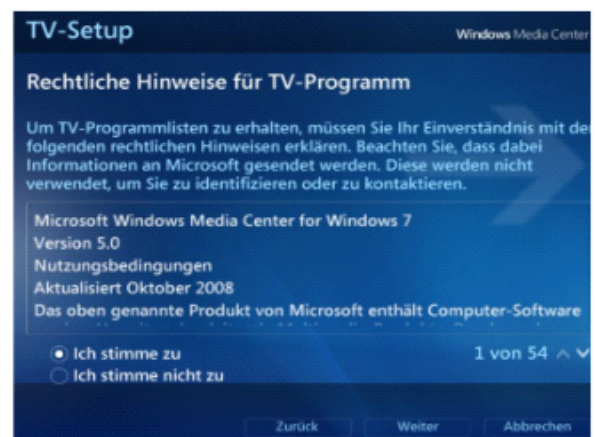 TV-Setup
Windows Media Center
Rechtliche Hinweise für TV-Programm
Um TV-Programmlisten zu erhalten, müssen Sie Ihr Einverständnis mit
folgenden rechtlichen Hinweisen erklären. Beachten Sie, dass dabei
Informationen an Microsoft gesendet werden. Diese werden nicht
verwendet, um Sie zu identifizieren oder zu kontaktieren.
Microsoft Windows Media Center for Windows 7
Version 5.0
Nutzungsbedingungen
Aktualisiert Oktober 2008
Das oben genannte Produkt von Microsoft enthält Computer-Software
Ich stimme zu
1 von 54
Ich stimme nicht zu
Zurück
Weiter
Abbrechen